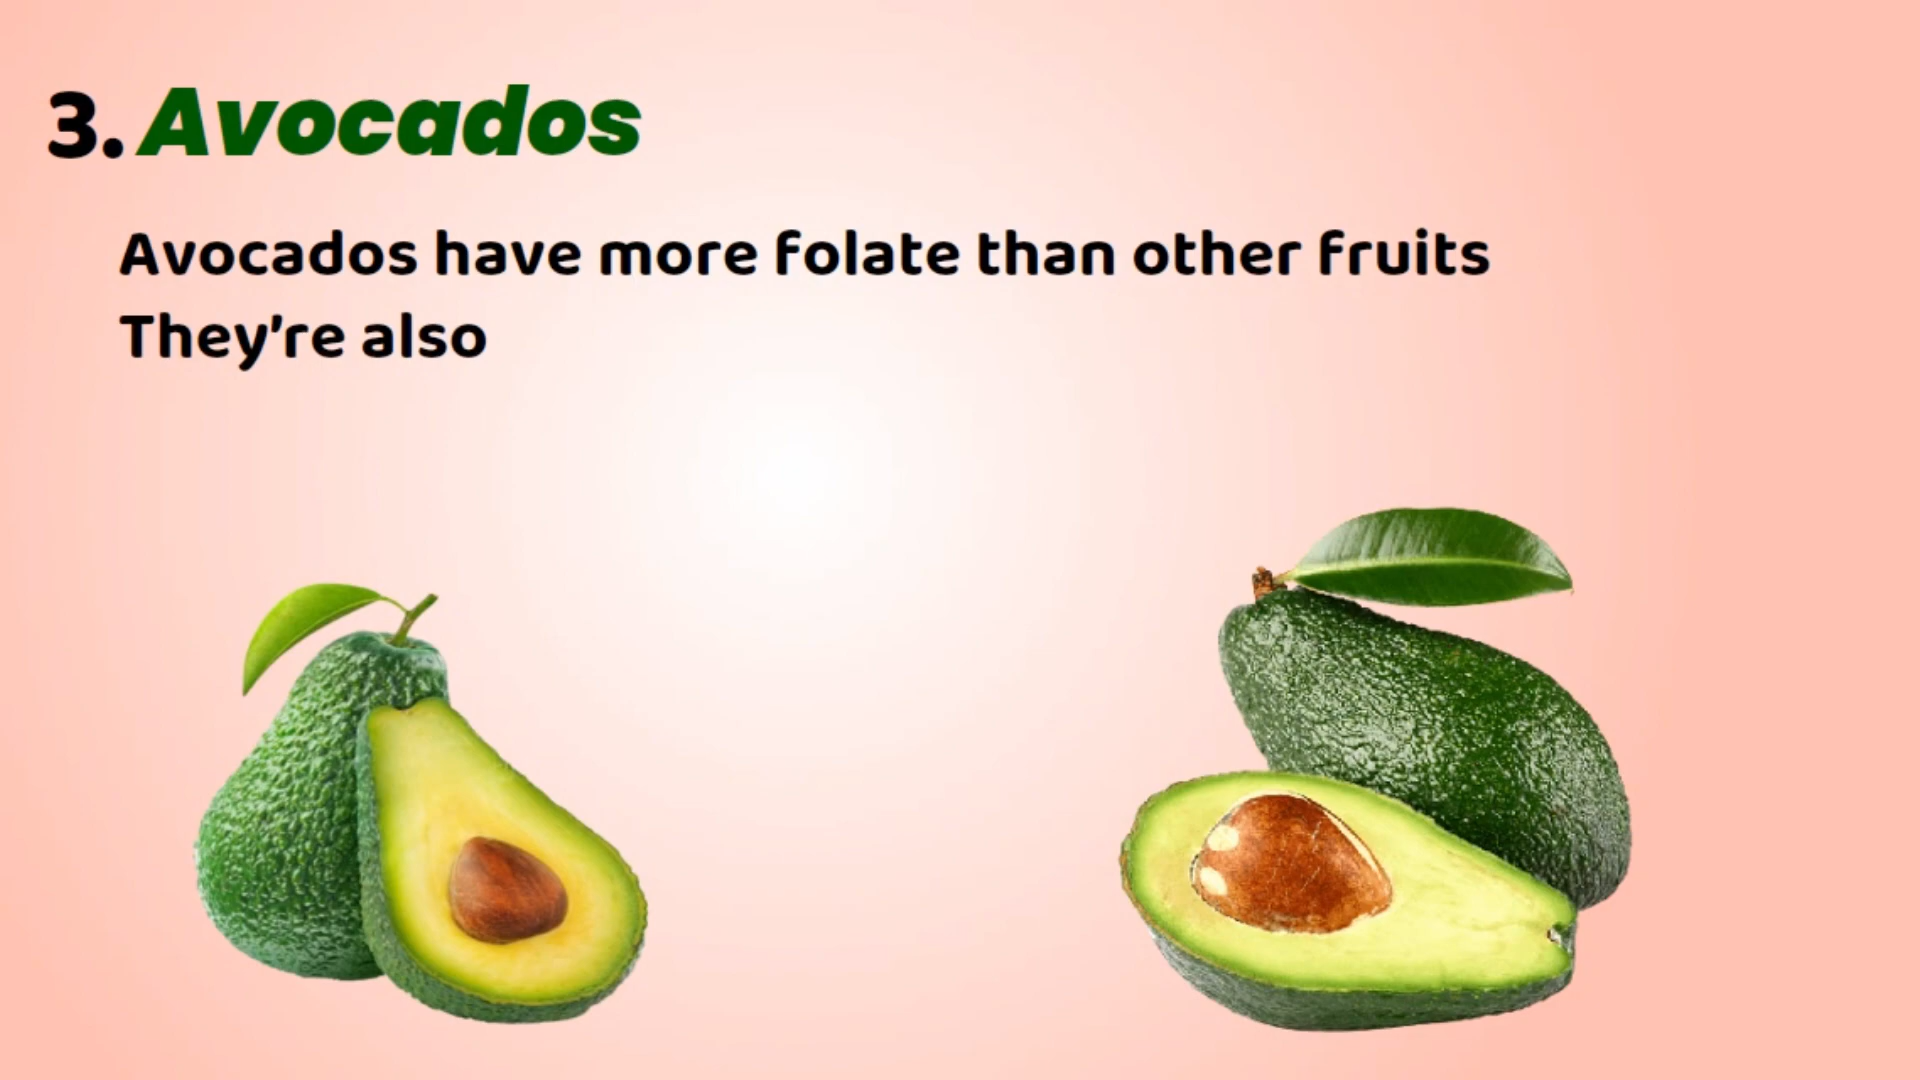 3. Avocados
Avocados have more folate than other fruits
They're also